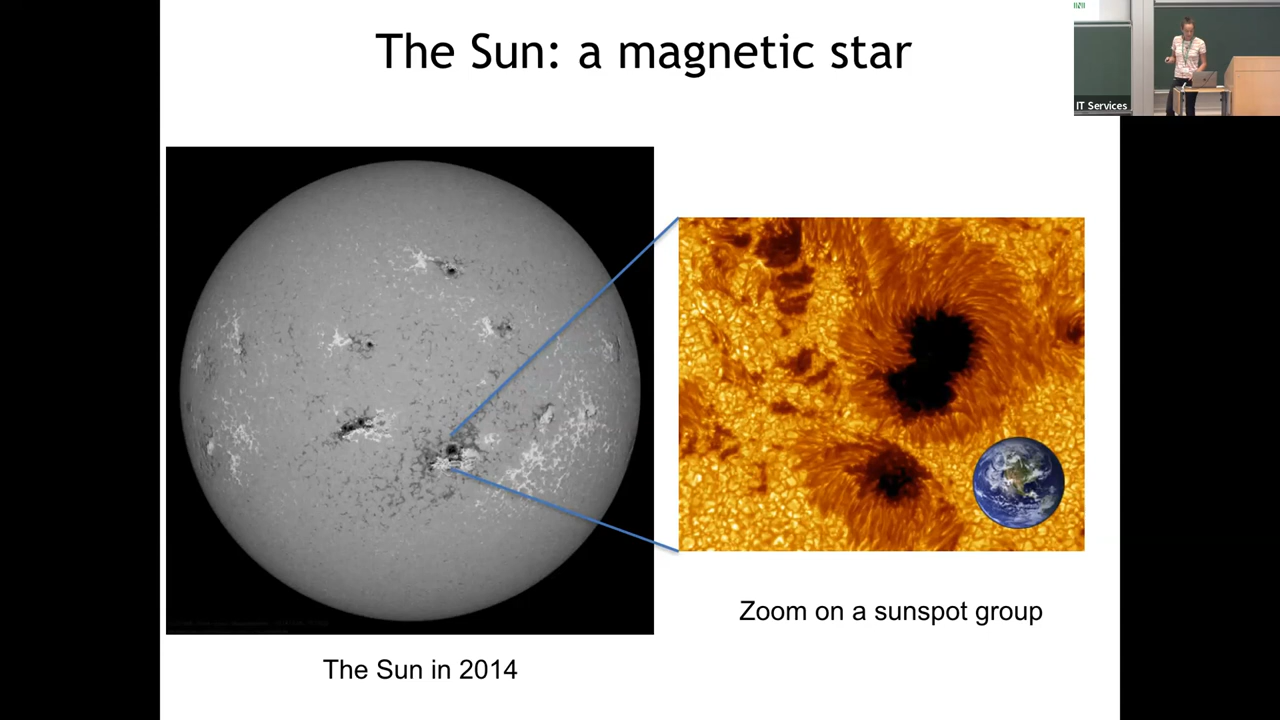 The Sun: a magnetic star
IT Services
Zoom on a sunspot group
The Sun in 2014